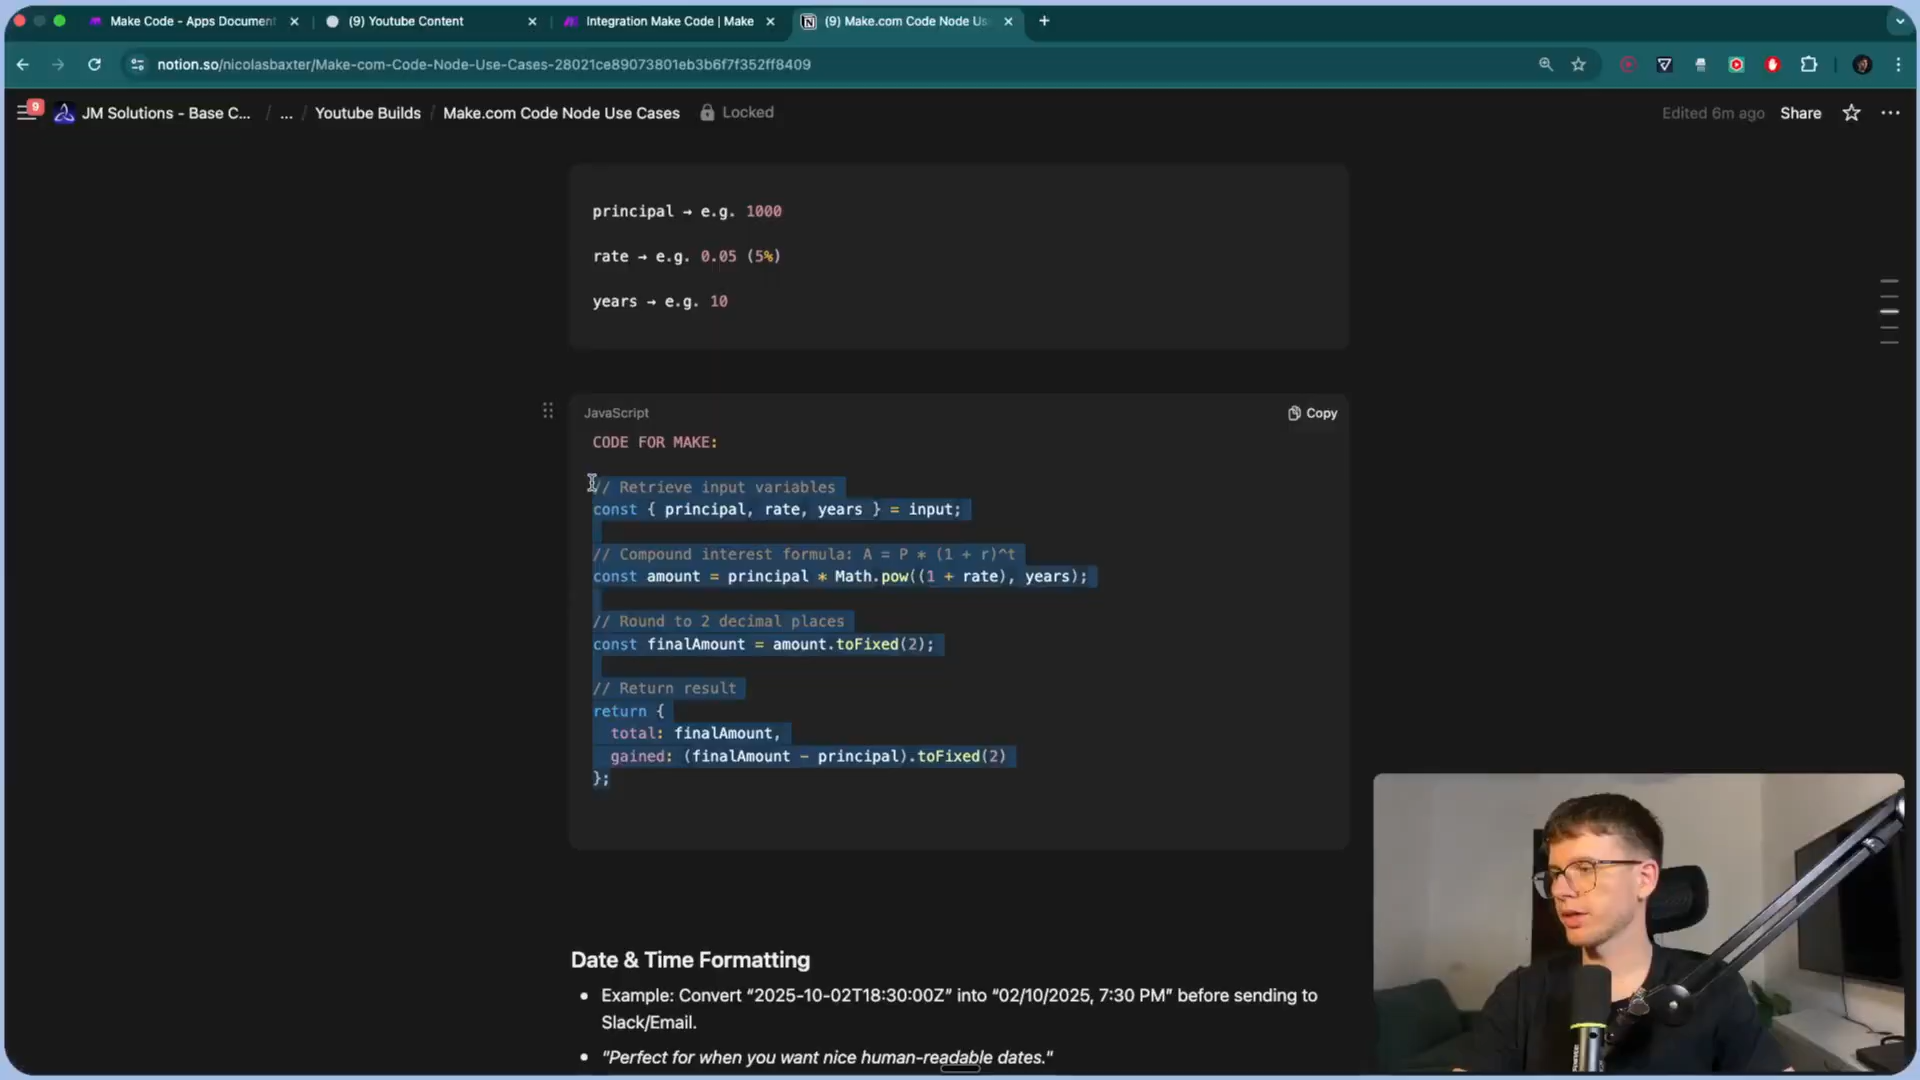 Make Code - Apps Document
(9) Youtube Content
Integration Make Code | Make
(9) Make.com Code Node Us
notion.so/nicolasbaxter/Make-com-Code-Node-Use-Cases-28021ce89073801eb3b6f7f352ff8409
9
JM Solutions - Base C... / ... / Youtube Builds / Make.com Code Node Use Cases Locked
Edited 6m ago Share
principal → e.g. 1000
rate → e.g. 0.05 (5%)
years → e.g. 10
JavaScript
Copy
CODE FOR MAKE:
// Retrieve input variables
const { principal, rate, years } = input;
// Compound interest formula: A = P * (1 + r)^t
const amount = principal * Math.pow((1 + rate), years);
// Round to 2 decimal places
const finalAmount = amount.toFixed(2);
// Return result
return {
total: finalAmount,
gained: (finalAmount - principal).toFixed(2)
};
Date & Time Formatting
• Example: Convert “2025-10-02T18:30:00Z” into “02/10/2025, 7:30 PM” before sending to
Slack/Email.
• "Perfect for when you want nice human-readable dates."